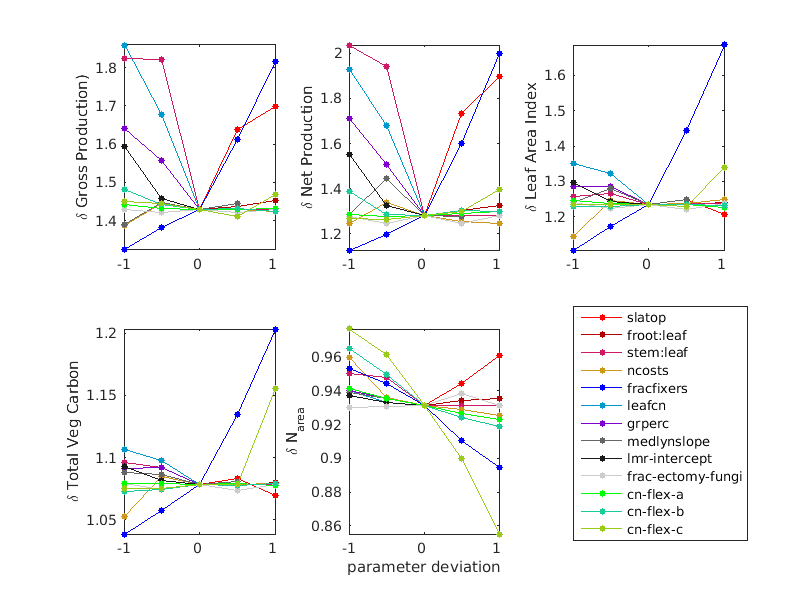 δ Gross Production)
1.8
1.7
1.6
1.5
1.4
-1 0 1
δ Net Production
2
1.8
1.6
1.4
1.2
-1 0 1
δ Leaf Area Index
1.6
1.5
1.4
1.3
1.2
-1 0 1
δ Total Veg Carbon
1.2
1.15
1.1
1.05
-1 0 1
δ N_area
0.96
0.94
0.92
0.9
0.88
0.86
-1 0 1
parameter deviation
slatop
froot:leaf
stem:leaf
ncosts
fracfixers
leafcn
grperc
medlynslope
lmr-intercept
frac-ectomy-fungi
cn-flex-a
cn-flex-b
cn-flex-c